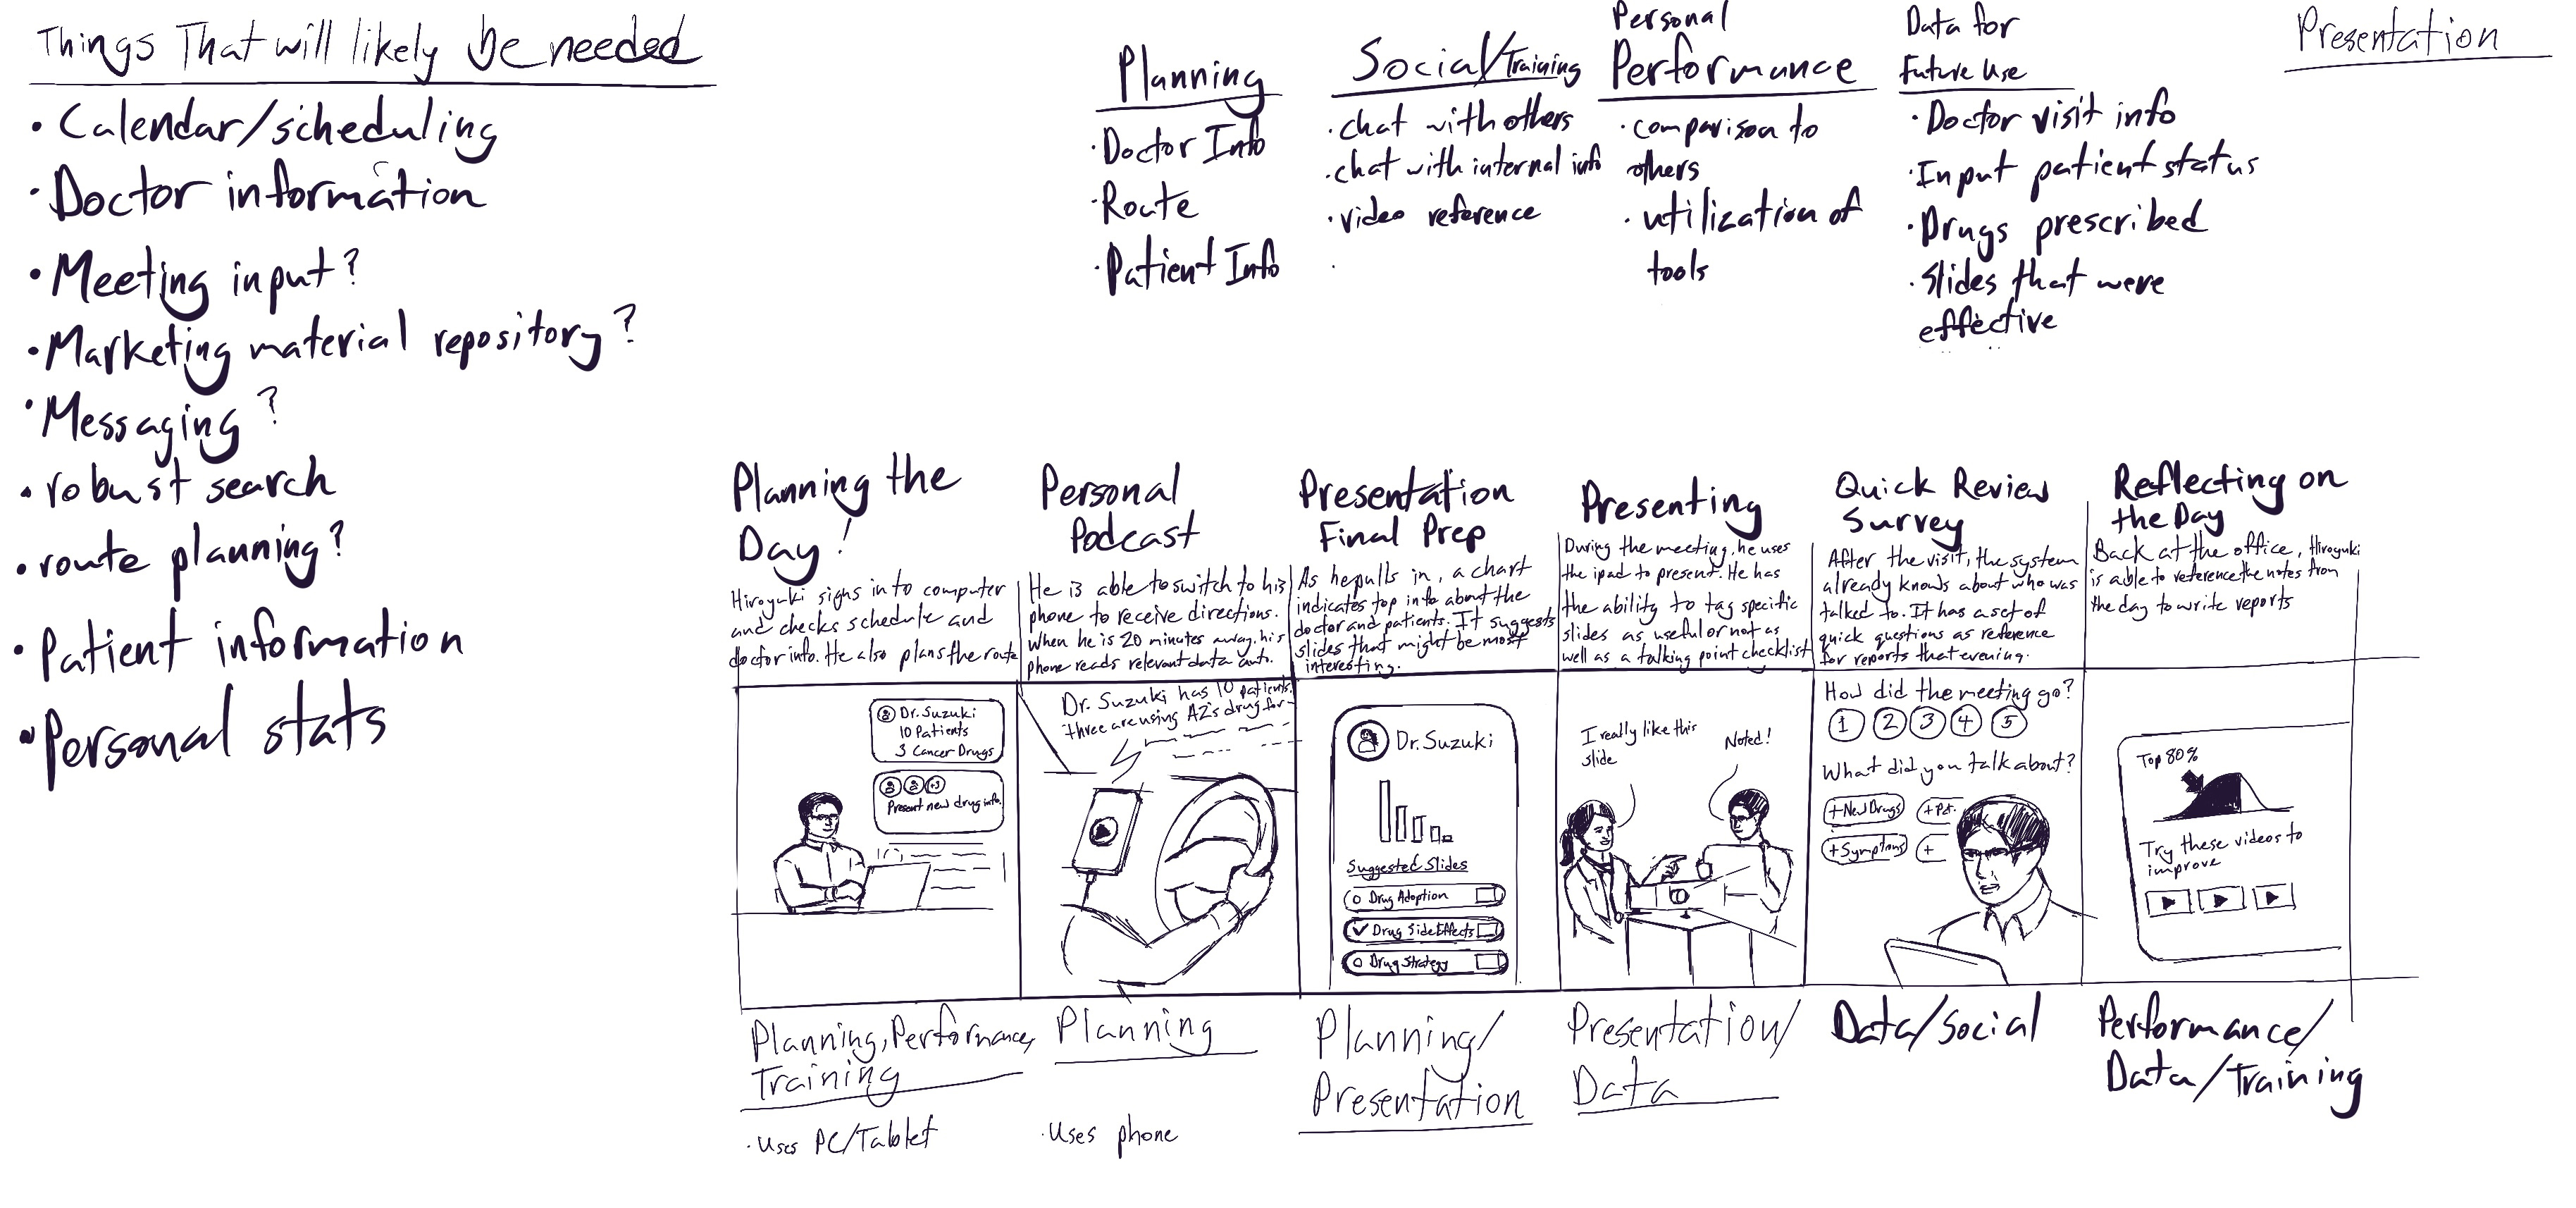 Things That will likely be needed
• Calendar/scheduling
• Doctor information
• Meeting input?
• Marketing material repository?
• Messaging?
• robust search
• route planning?
• Patient information
• Personal stats
Planning
• Doctor Info
• Route
• Patient Info
Social/Training
• chat with others
• chat with internal info
• video reference
•
Personal
Performance
• comparison to
others
• utilization of
tools
Data for
Future Use
• Doctor visit info
• Input patient status
• Drugs prescribed
• Slides that were
effective
Presentation
Planning the
Day!
Hiroyuki signs into computer
and checks schedule and
doctor info. He also plans the route
Dr. Suzuki
10 Patients
3 Cancer Drugs
+3
Present new drug info.
Planning, Performance,
Training
• Uses PC/Tablet
Personal
Podcast
He is able to switch to his
phone to receive directions.
When he is 20 minutes away, his
phone reads relevant data
Dr. Suzuki has 10 patients.
three are using AZ's drug for-
Planning
• Uses phone
Presentation
Final Prep
As he pulls in, a chart
indicates top info about the
doctor and patients. It suggests
slides that might be most
interesting.
Dr. Suzuki
Suggested Slides
Drug Adoption
Drug Side Effects
Drug Strategy
Planning/
Presentation
Presenting
During the meeting, he uses
the ipad to present. He has
the ability to tag specific
slides as useful or not as
well as a talking point checklist
I really like this
slide
Noted!
Presentation/
Data
Quick Review
Survey
After the visit, the system
already knows about who was
talked to. It has a set of
quick questions as reference
for reports that evening.
How did the meeting go?
1 2 3 4 5
What did you talk about?
+New Drugs +Pat.
+Symptoms +
Data/Social
Reflecting on
the Day
Back at the office, Hiroyuki
is able to reference the notes from
the day to write reports
Top 80%
Try these videos to
improve
Performance/
Data/Training